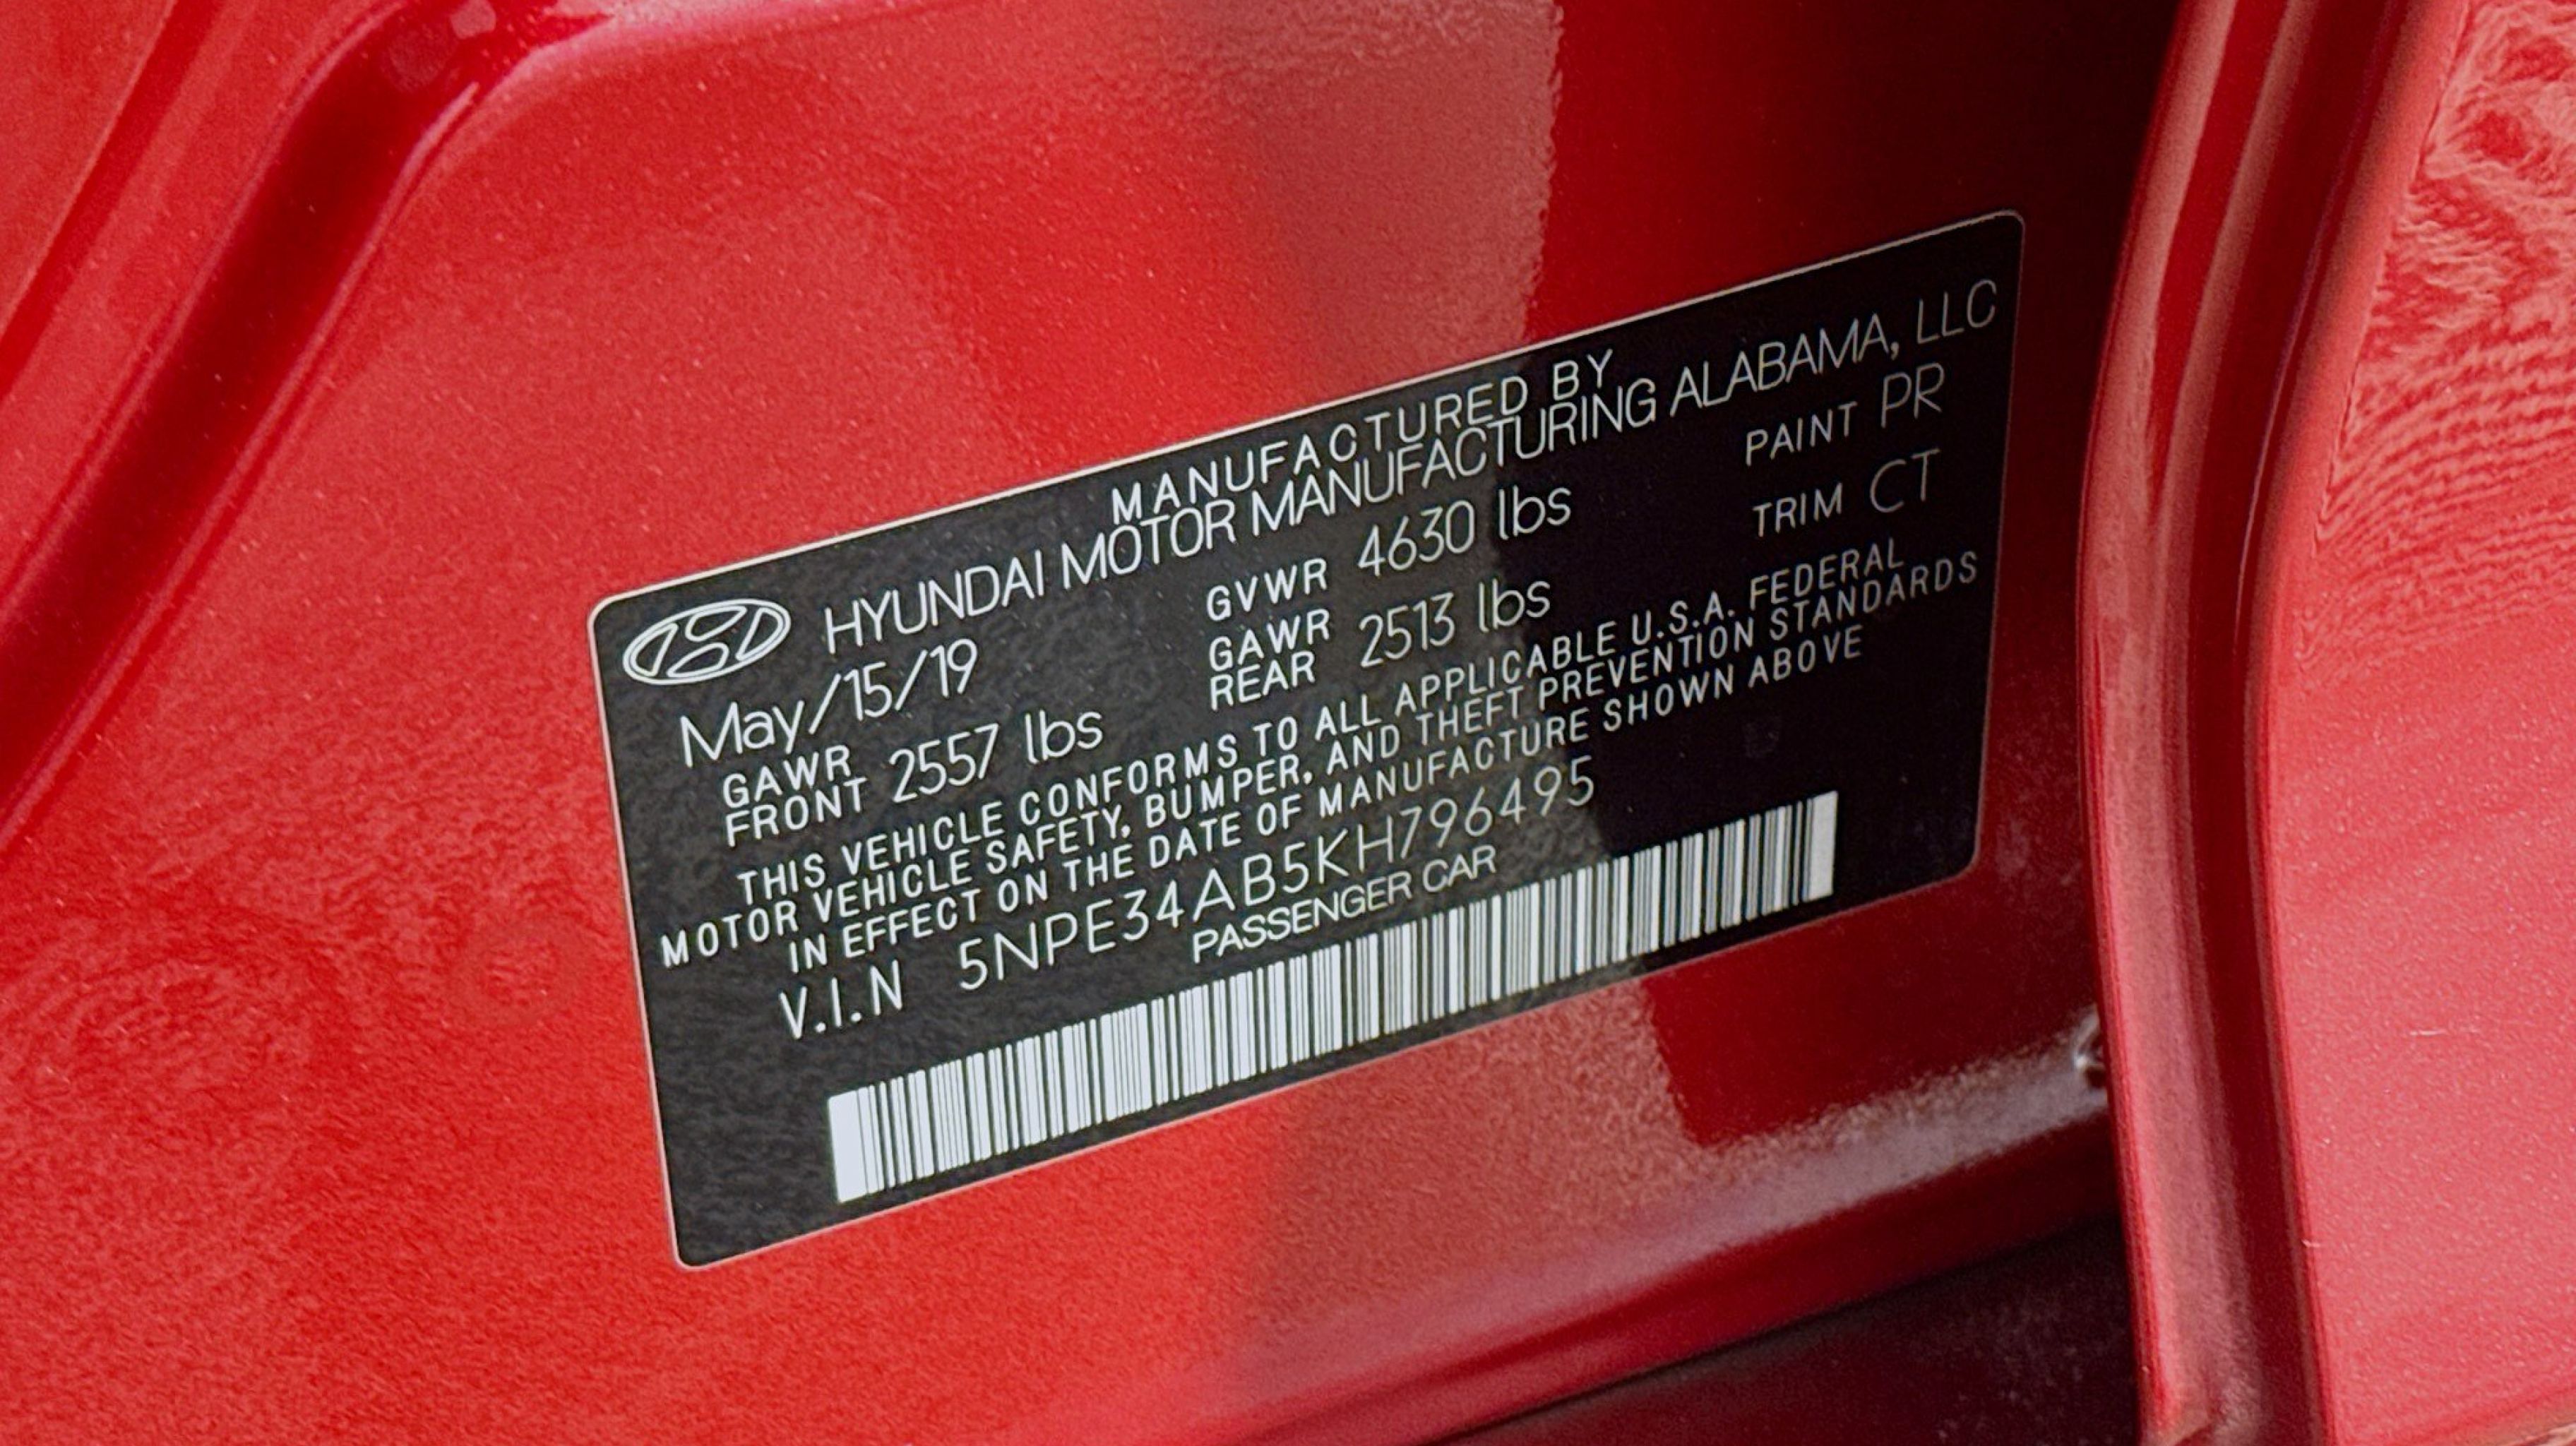 MANUFACTURED BY
HYUNDAI MOTOR MANUFACTURING ALABAMA, LLC
May/15/19 GVWR 4630 lbs PAINT PR
GAWR FRONT 2557 lbs GAWR REAR 2513 lbs TRIM CT
THIS VEHICLE CONFORMS TO ALL APPLICABLE U.S.A. FEDERAL
MOTOR VEHICLE SAFETY, BUMPER, AND THEFT PREVENTION STANDARDS
IN EFFECT ON THE DATE OF MANUFACTURE SHOWN ABOVE
V.I.N 5NPE34AB5KH796495
PASSENGER CAR